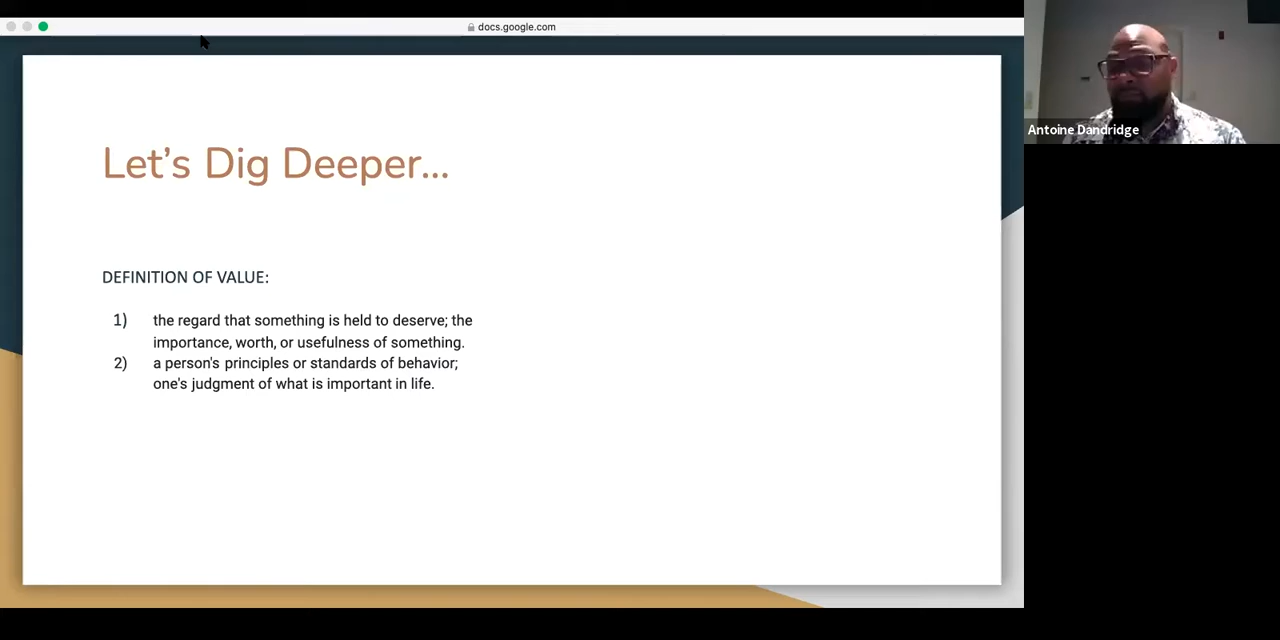 docs.google.com
Let's Dig Deeper...
DEFINITION OF VALUE:
1) the regard that something is held to deserve; the
importance, worth, or usefulness of something.
2) a person's principles or standards of behavior;
one's judgment of what is important in life.
Antoine Dandridge